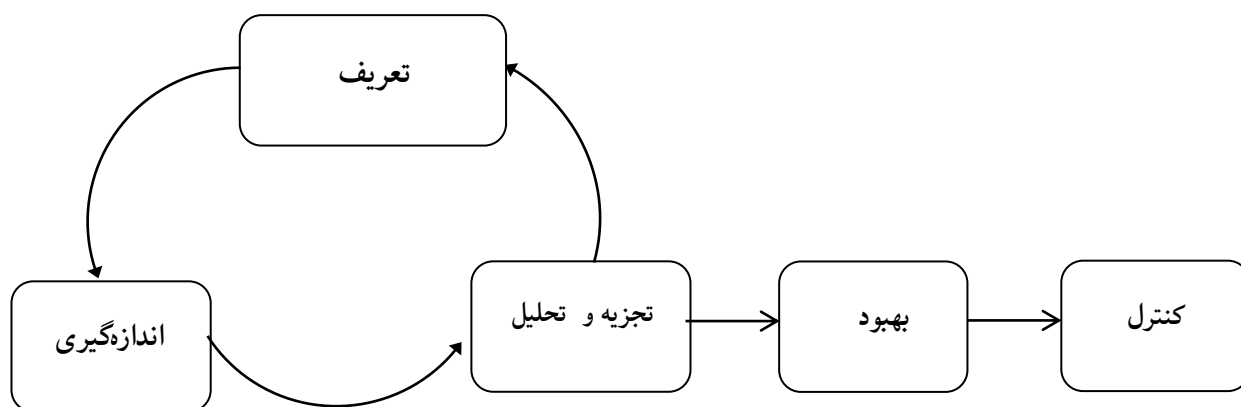 تعریف
اندازه‌گیری
تجزیه و تحلیل
بهبود
کنترل